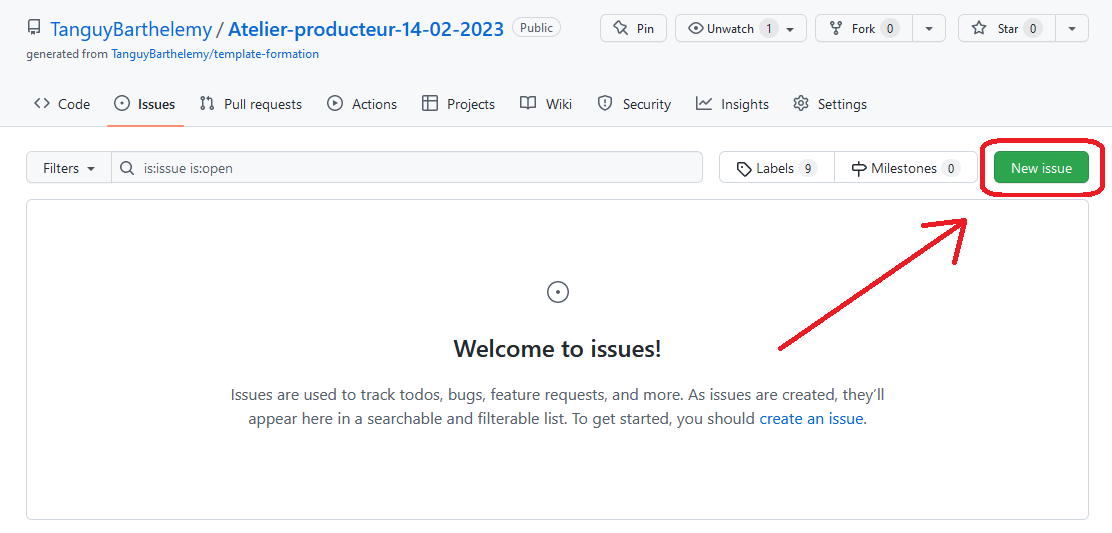 TanguyBarthelemy / Atelier-producteur-14-02-2023 Public Pin Unwatch 1 Fork 0 Star 0
generated from TanguyBarthelemy/template-formation
Code Issues Pull requests Actions Projects Wiki Security Insights Settings
Filters is:issue is:open Labels 9 Milestones 0 New issue
Welcome to issues!
Issues are used to track todos, bugs, feature requests, and more. As issues are created, they’ll
appear here in a searchable and filterable list. To get started, you should create an issue.